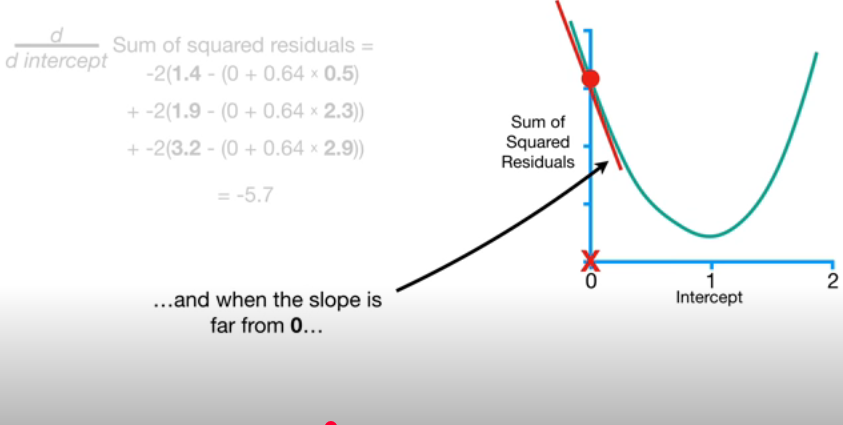 d
d intercept
Sum of squared residuals =
-2(1.4 - (0 + 0.64 × 0.5)
+ -2(1.9 - (0 + 0.64 × 2.3))
+ -2(3.2 - (0 + 0.64 × 2.9))
= -5.7
Sum of
Squared
Residuals
X
0
1
2
Intercept
...and when the slope is
far from 0...